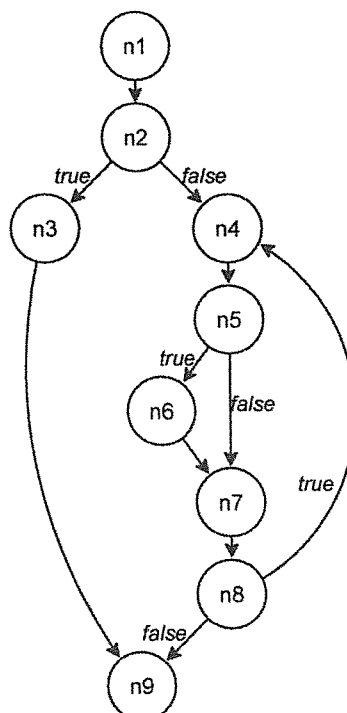 n1
n2
true
false
n3
n4
n5
true
n6
false
n7
true
n8
false
n9